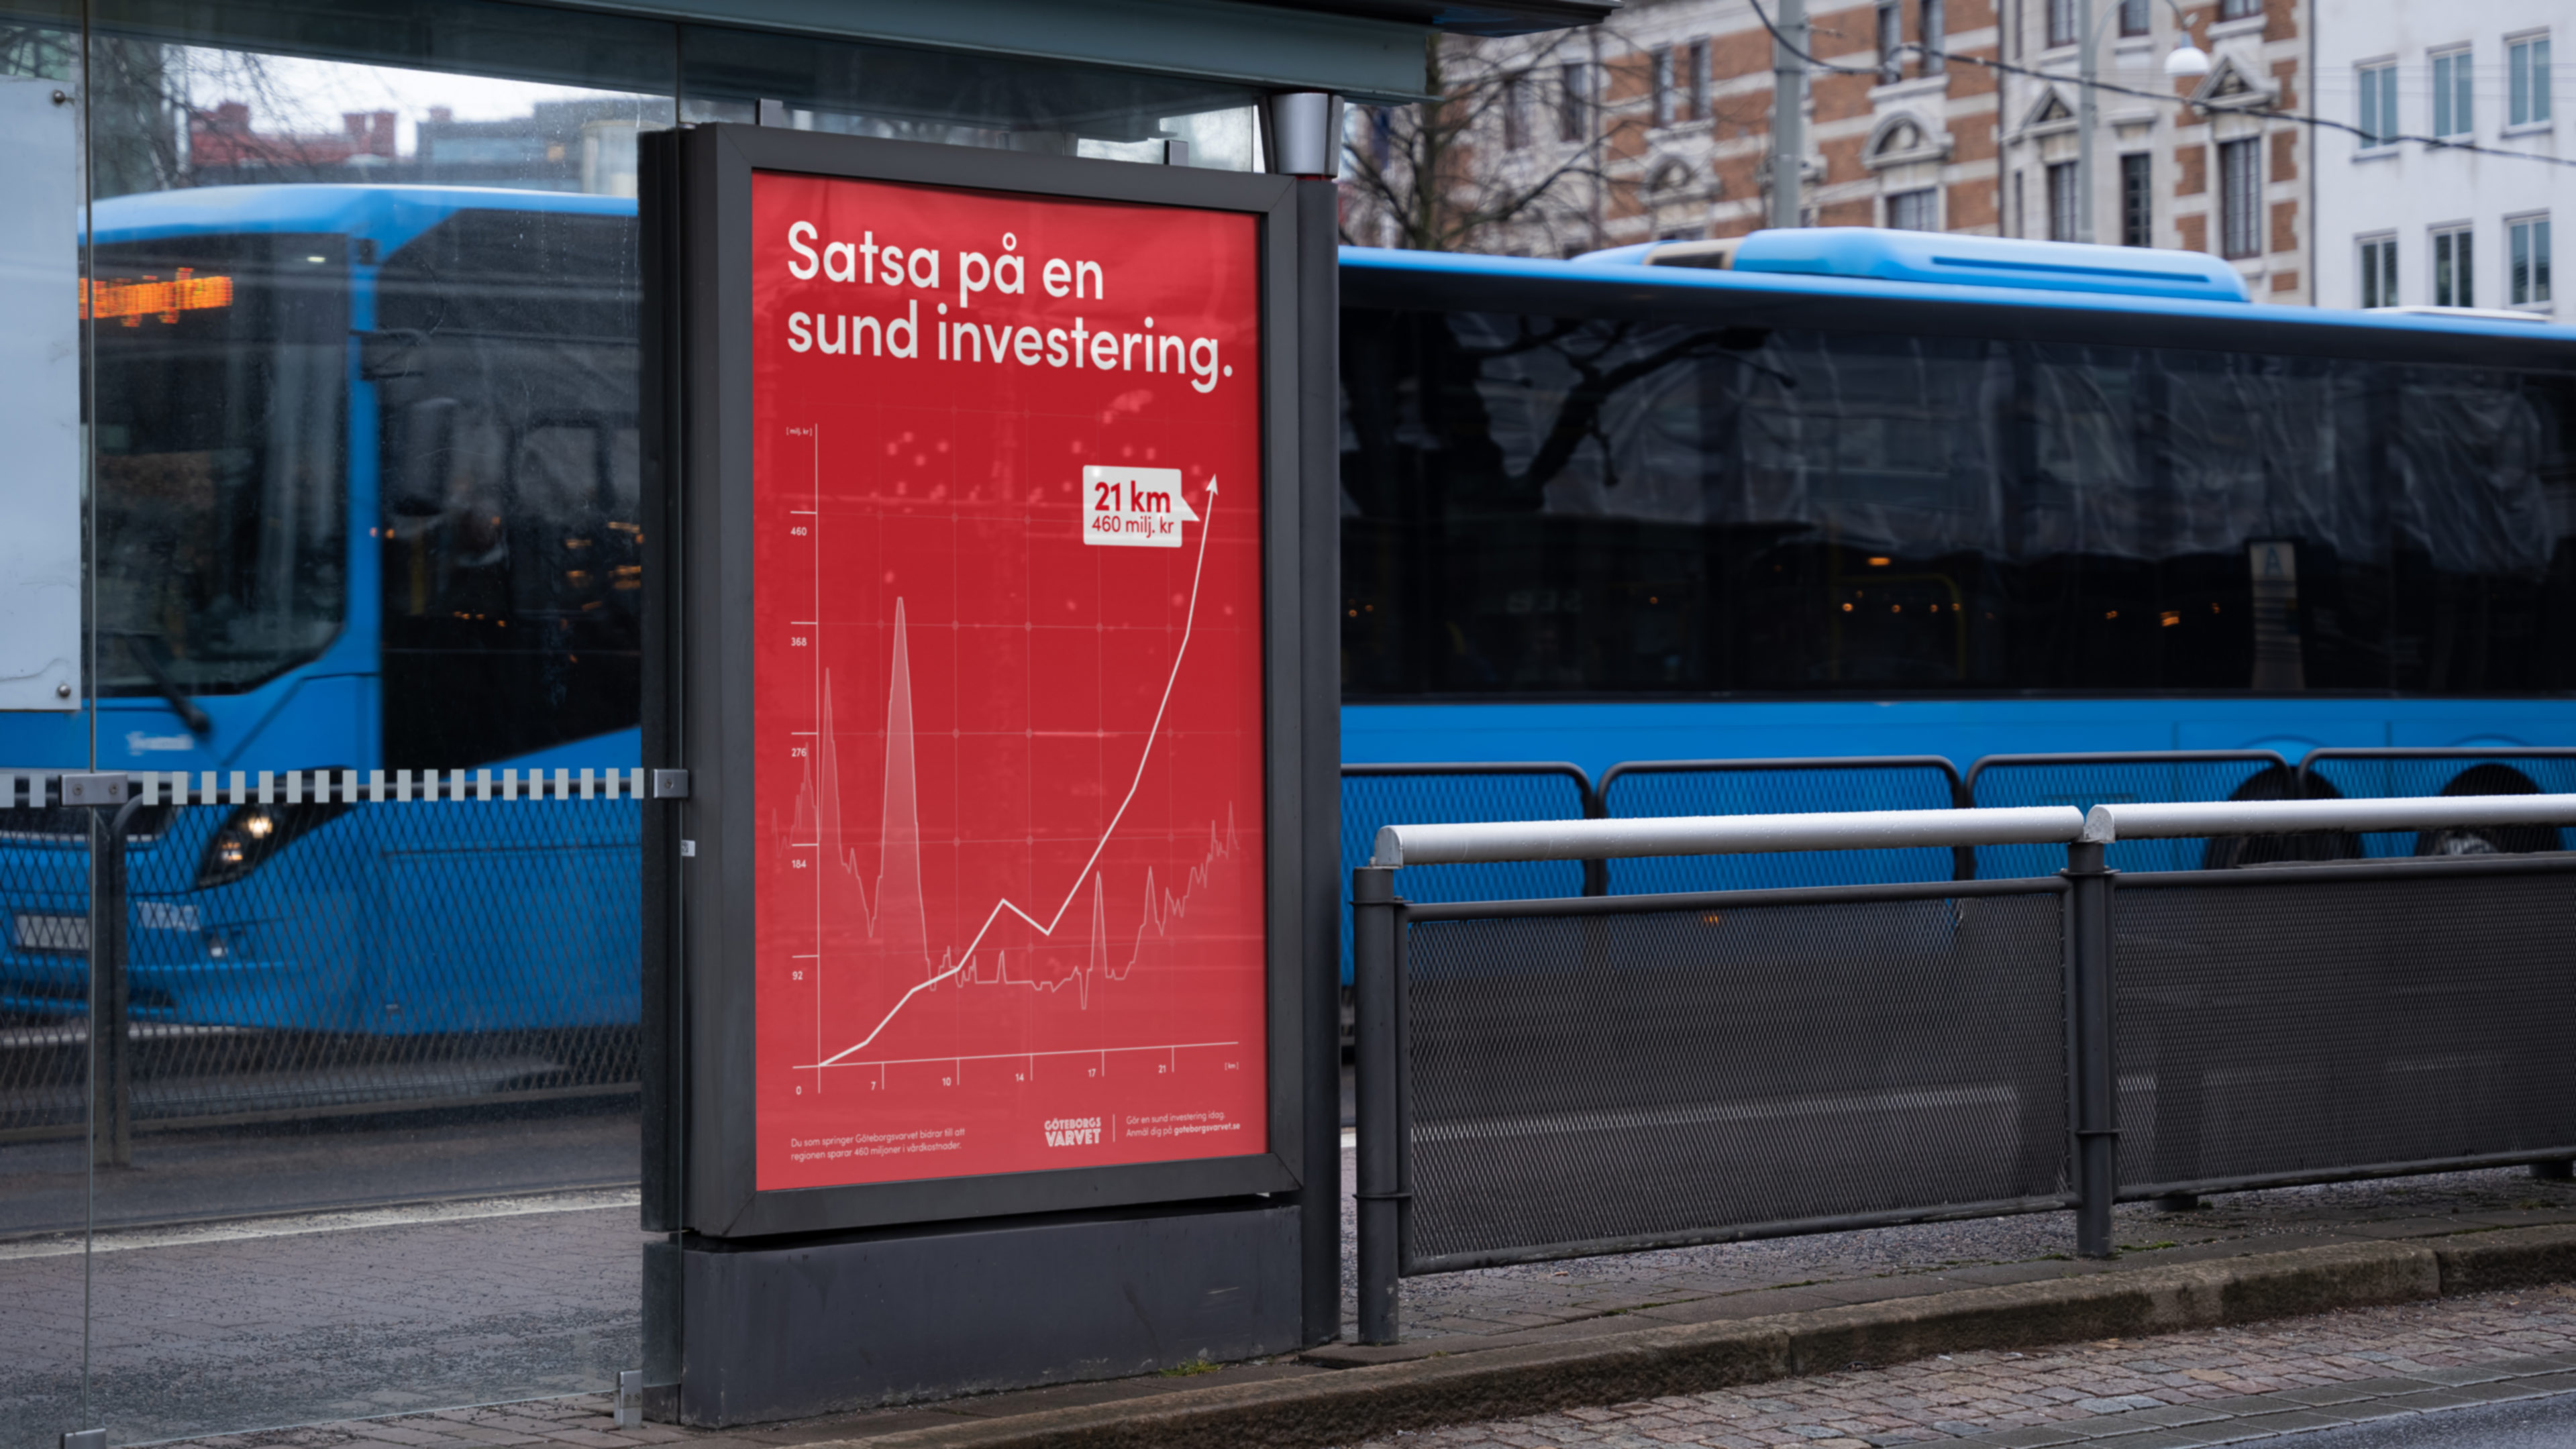 Satsa på en
sund investering.
[milj. kr]
21 km
460 milj. kr
460
368
276
184
92
0
7
10
14
17
21
[km]
Du som springer Göteborgsvarvet bidrar till att
regionen sparar 460 miljoner i vårdkostnader.
GÖTEBORGS
VARVET
Gör en sund investering idag.
Anmäl dig på goteborgsvarvet.se
A